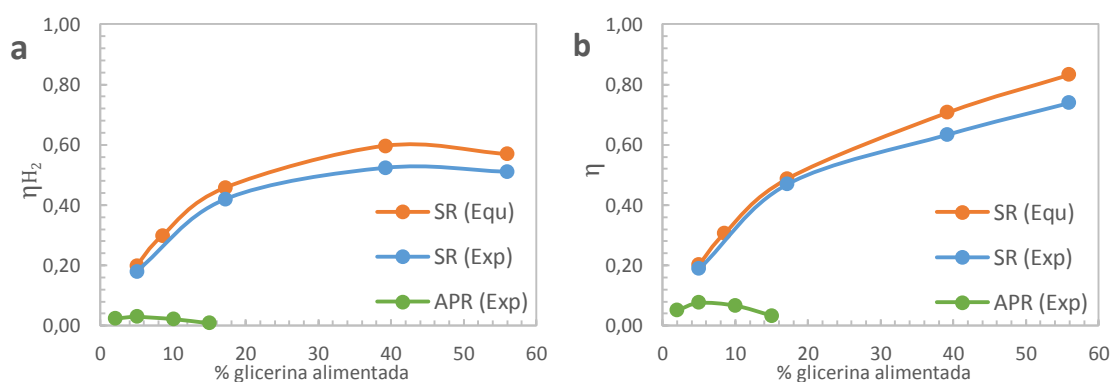 a
1,00
0,80
0,60
0,40
0,20
0,00
ηH₂
SR (Equ)
SR (Exp)
APR (Exp)
0 10 20 30 40 50 60
% glicerina alimentada
b
1,00
0,80
0,60
0,40
0,20
0,00
η
SR (Equ)
SR (Exp)
APR (Exp)
0 10 20 30 40 50 60
% glicerina alimentada